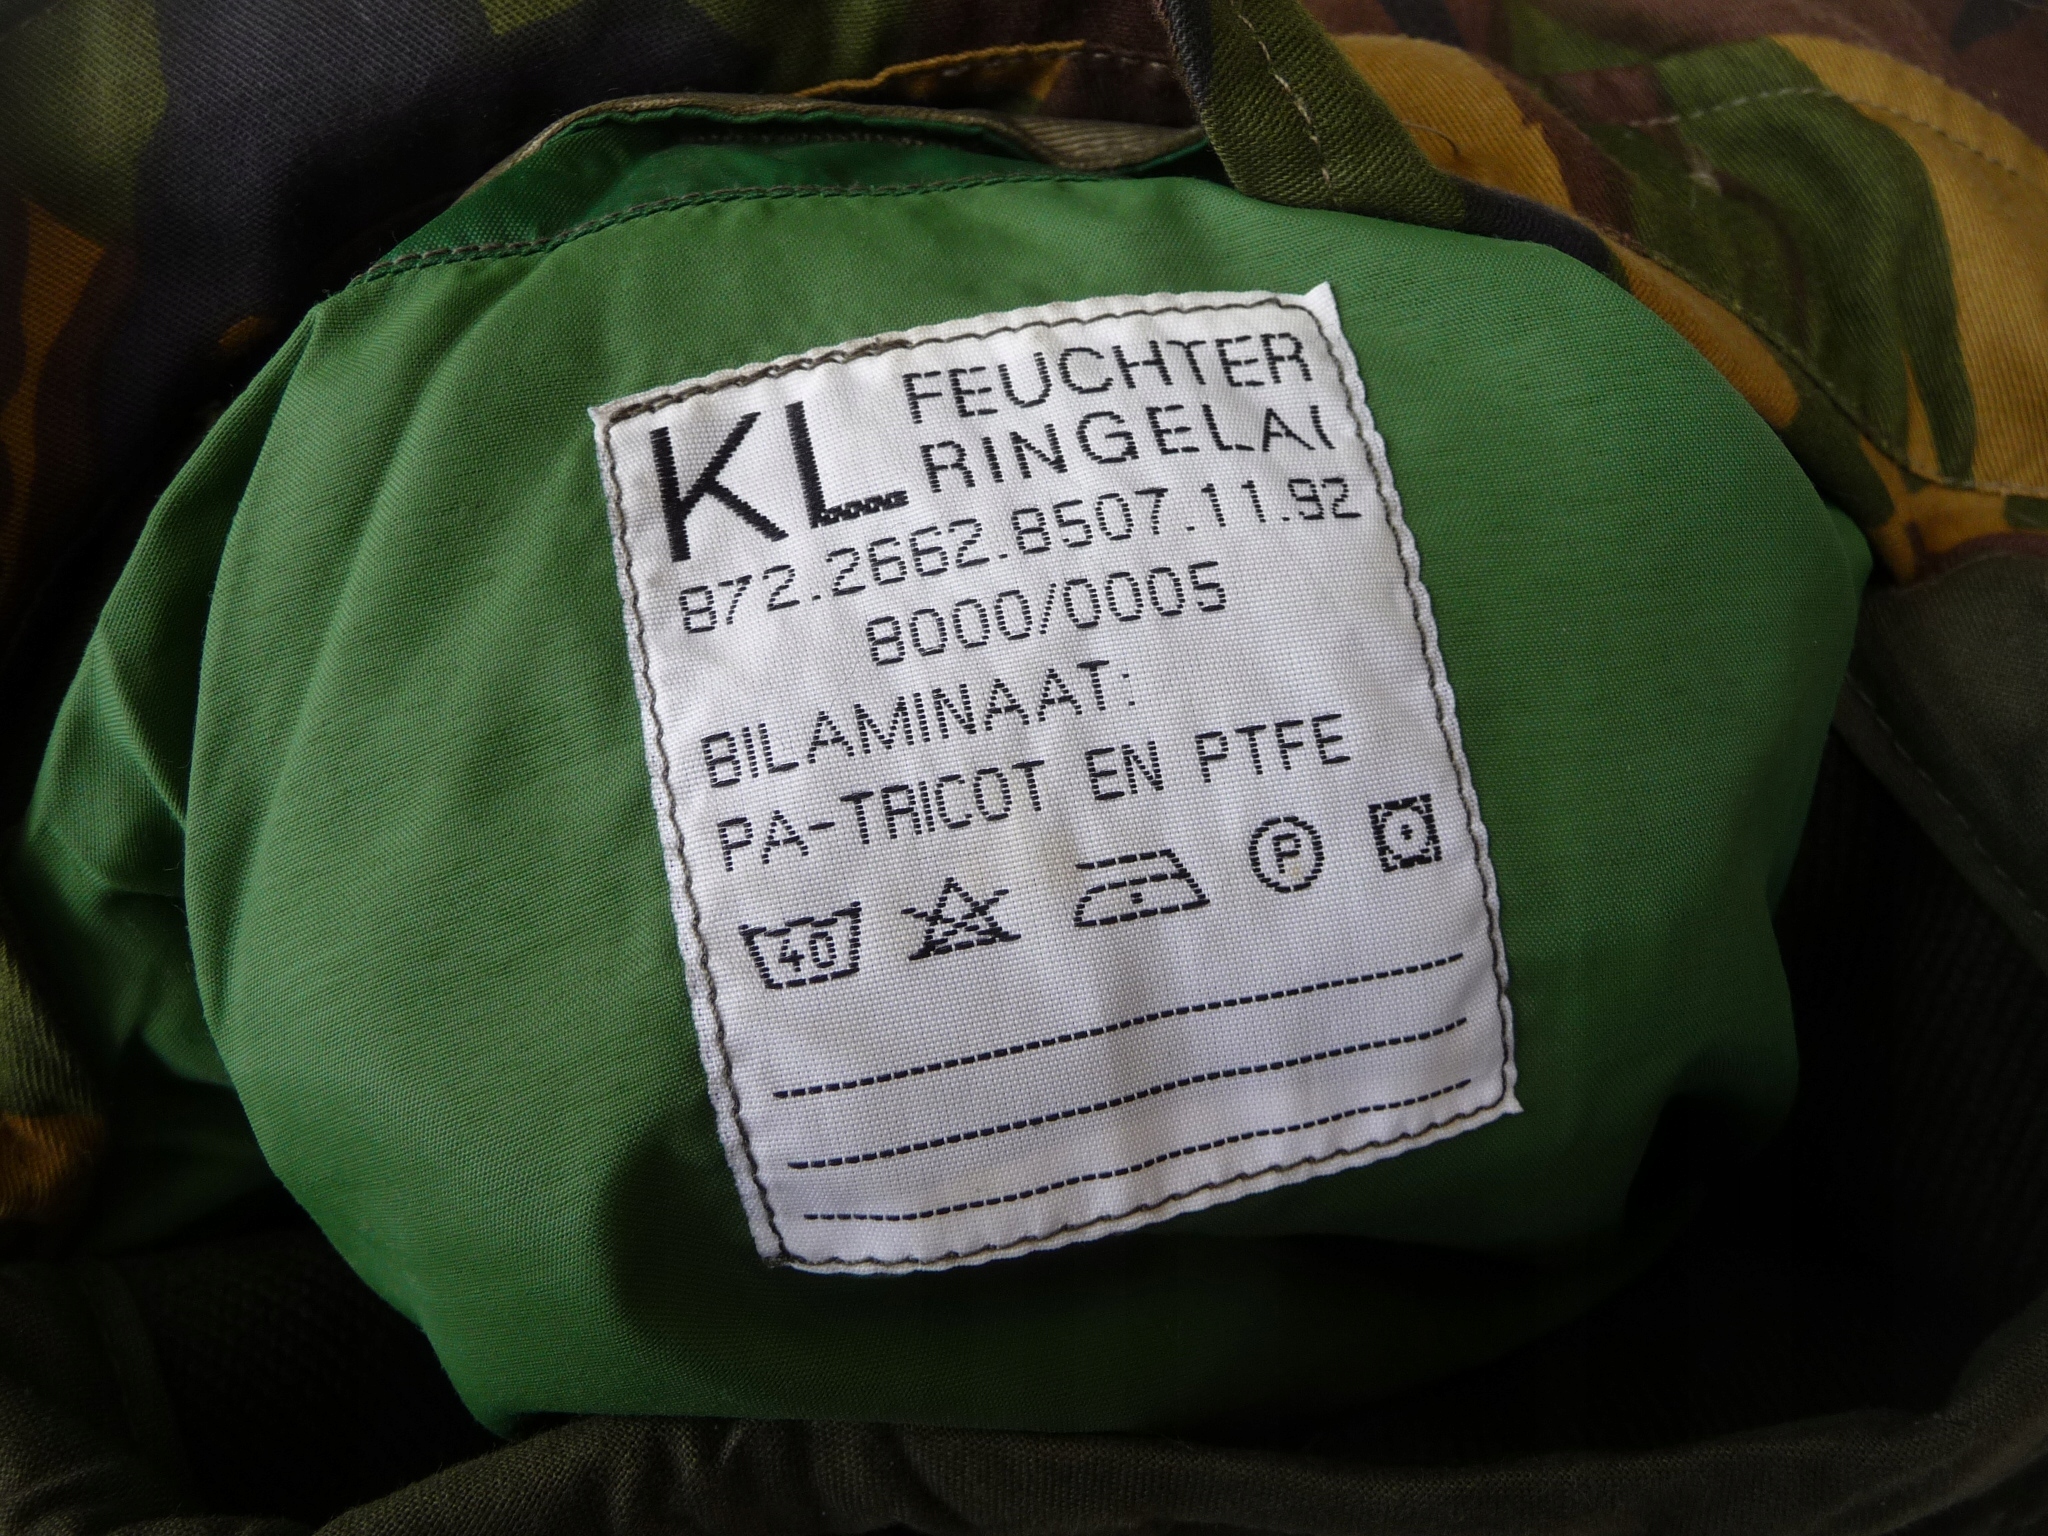 KL FEUCHTER
RINGELAI
872.2662.8507.11.92
8000/0005
BILAMINAAT:
PA-TRICOT EN PTFE
40 P